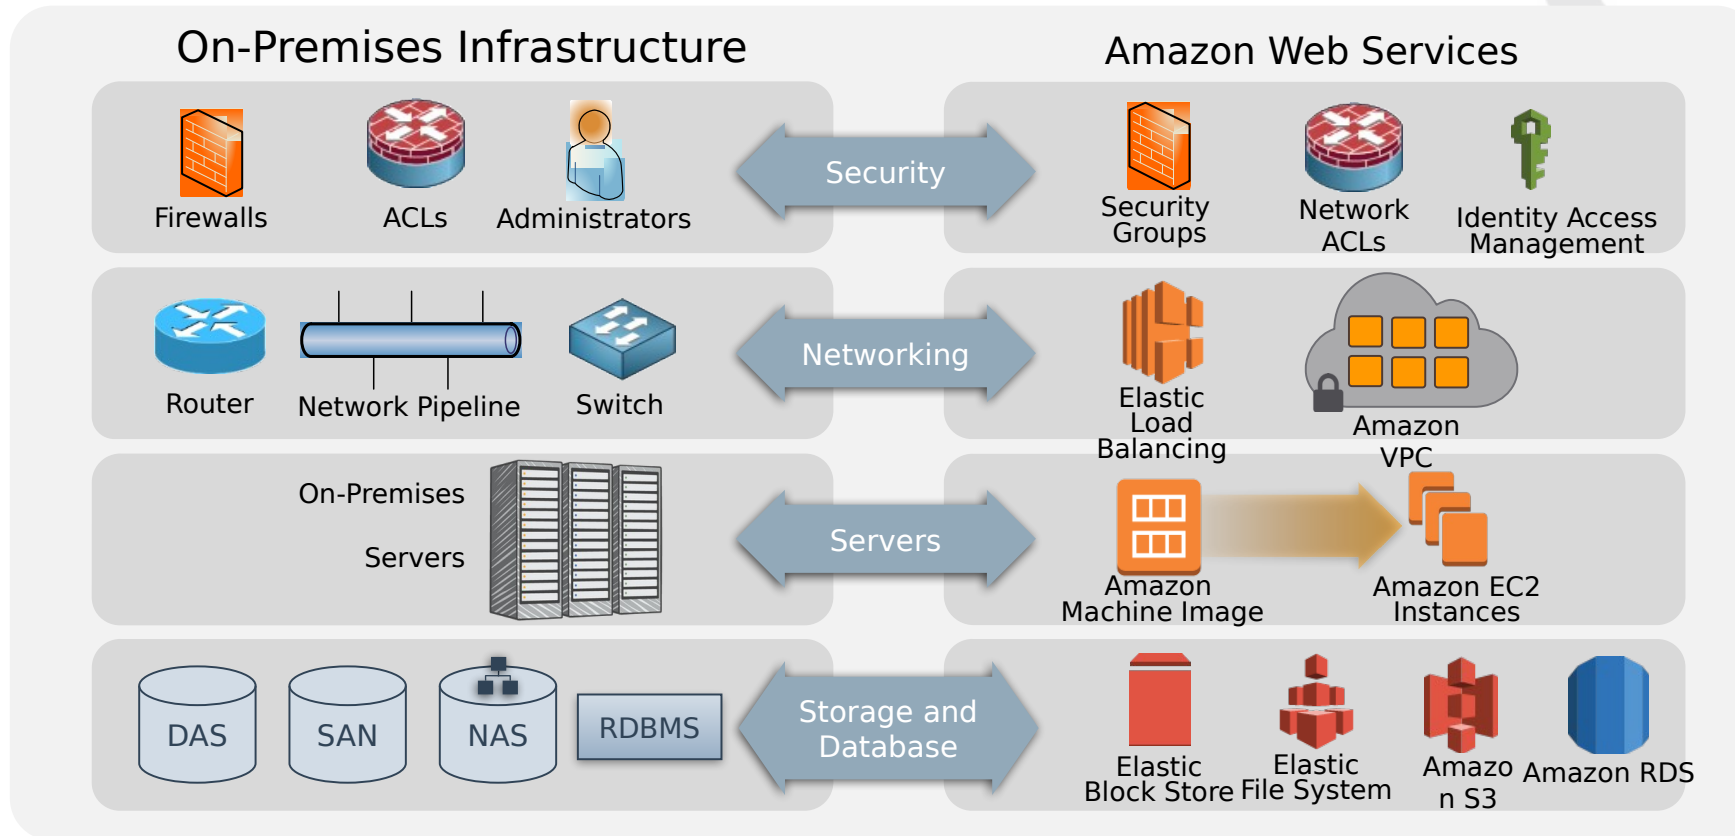 On-Premises Infrastructure
Amazon Web Services
Firewalls
ACLs
Administrators
Security
Security
Groups
Network
ACLs
Identity Access
Management
Router
Network Pipeline
Switch
Networking
Elastic
Load
Balancing
Amazon
VPC
On-Premises
Servers
Servers
Amazon
Machine Image
Amazon EC2
Instances
DAS
SAN
NAS
RDBMS
Storage and
Database
Elastic
Block Store
Elastic
File System
Amazo
n S3
Amazon RDS